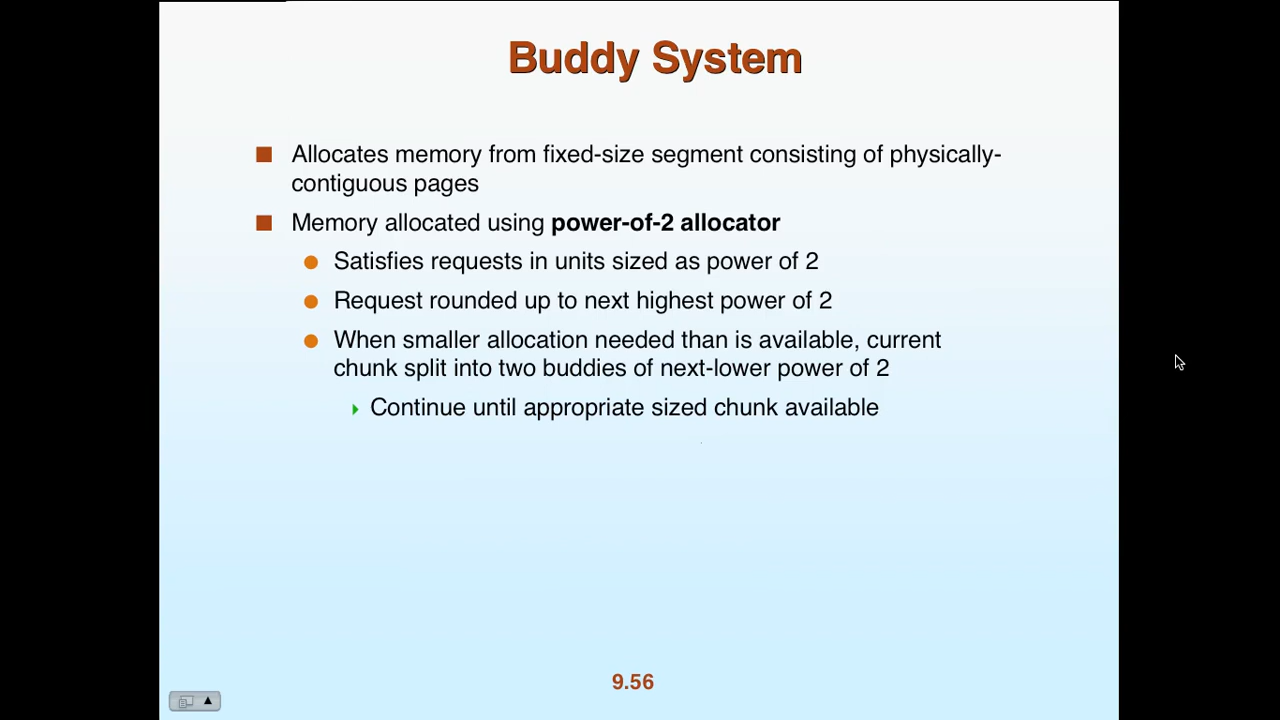 Buddy System
Allocates memory from fixed-size segment consisting of physically-
contiguous pages
Memory allocated using power-of-2 allocator
Satisfies requests in units sized as power of 2
Request rounded up to next highest power of 2
When smaller allocation needed than is available, current
chunk split into two buddies of next-lower power of 2
Continue until appropriate sized chunk available
9.56